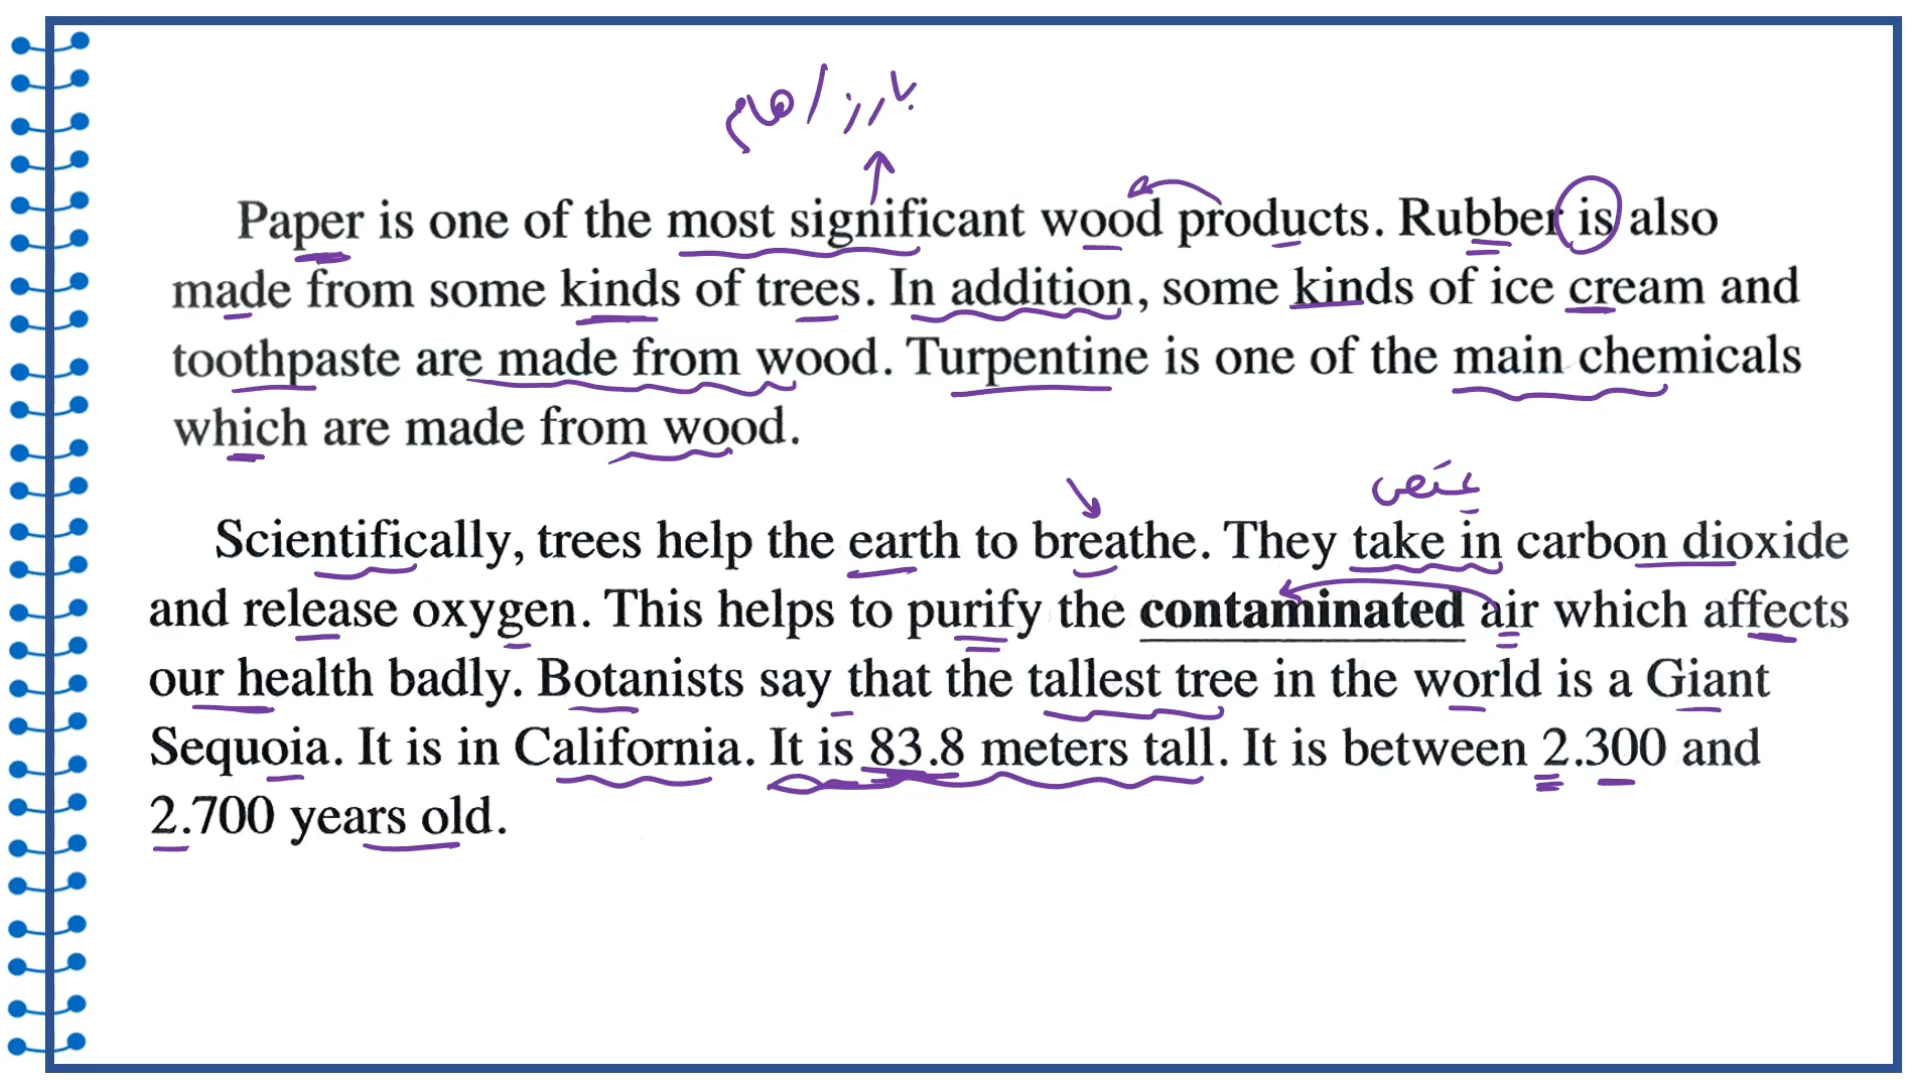 بارز / هام
Paper is one of the most significant wood products. Rubber is also
made from some kinds of trees. In addition, some kinds of ice cream and
toothpaste are made from wood. Turpentine is one of the main chemicals
which are made from wood.
تمتص
Scientifically, trees help the earth to breathe. They take in carbon dioxide
and release oxygen. This helps to purify the contaminated air which affects
our health badly. Botanists say that the tallest tree in the world is a Giant
Sequoia. It is in California. It is 83.8 meters tall. It is between 2.300 and
2.700 years old.